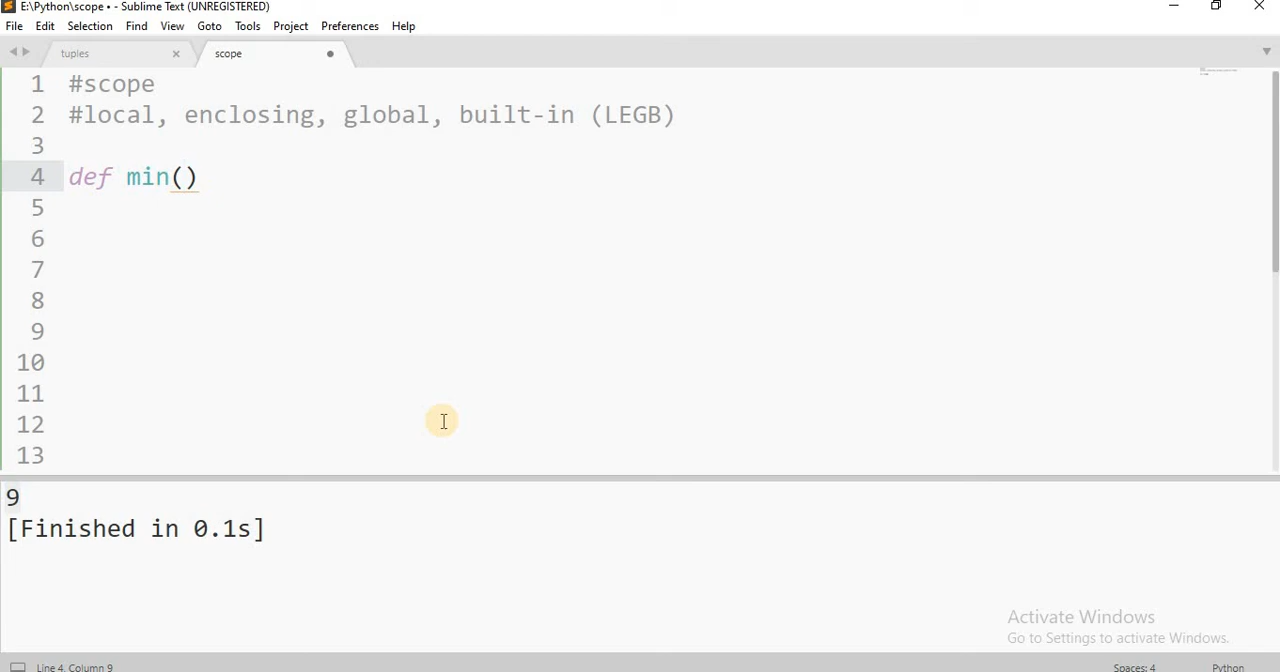 E:\Python\scope • - Sublime Text (UNREGISTERED)
File Edit Selection Find View Goto Tools Project Preferences Help
tuples scope
1 #scope
2 #local, enclosing, global, built-in (LEGB)
3
4 def min()
5
6
7
8
9
10
11
12
13
9
[Finished in 0.1s]
Activate Windows
Go to Settings to activate Windows.
Line 4, Column 9 Spaces: 4 Python